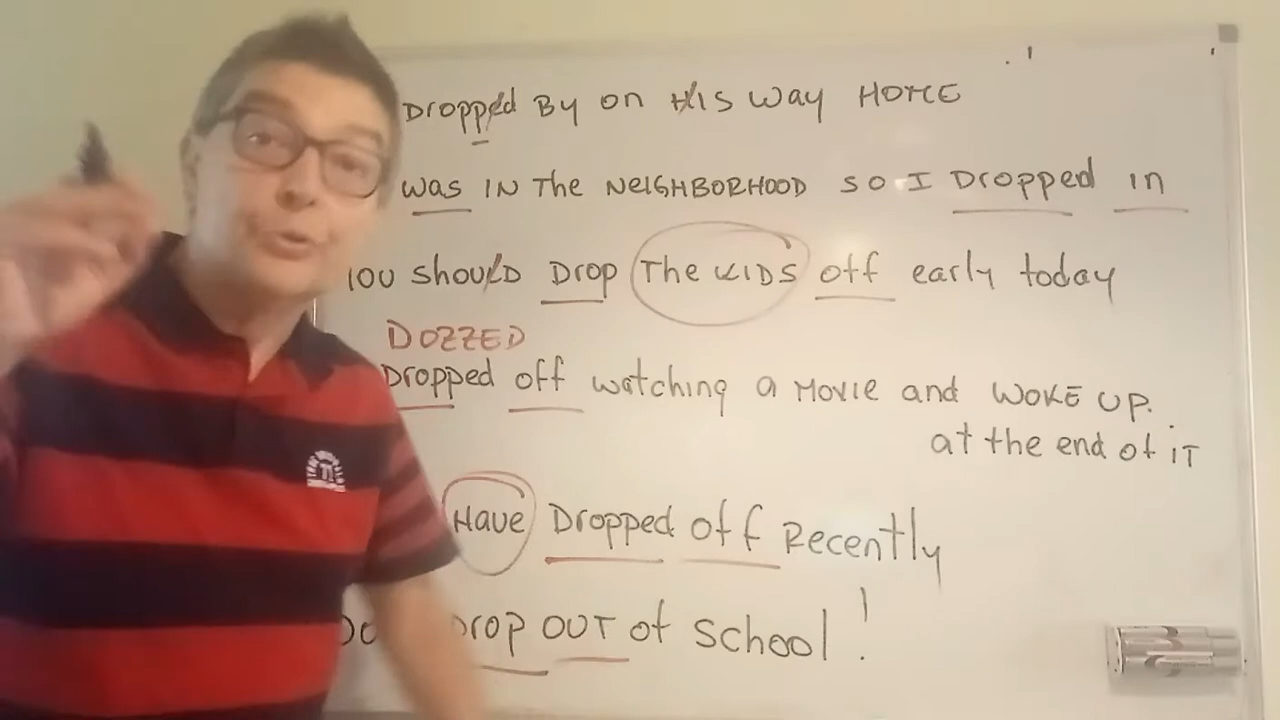 Dropped By on His way HOME
was IN The NeIGHBORHOOD so I Dropped in
You should Drop The KIDS off early today
DOZZED
Dropped off watching a Movie and WOKE UP.
at the end of iT
Have Dropped off Recently
Drop OUT of School!